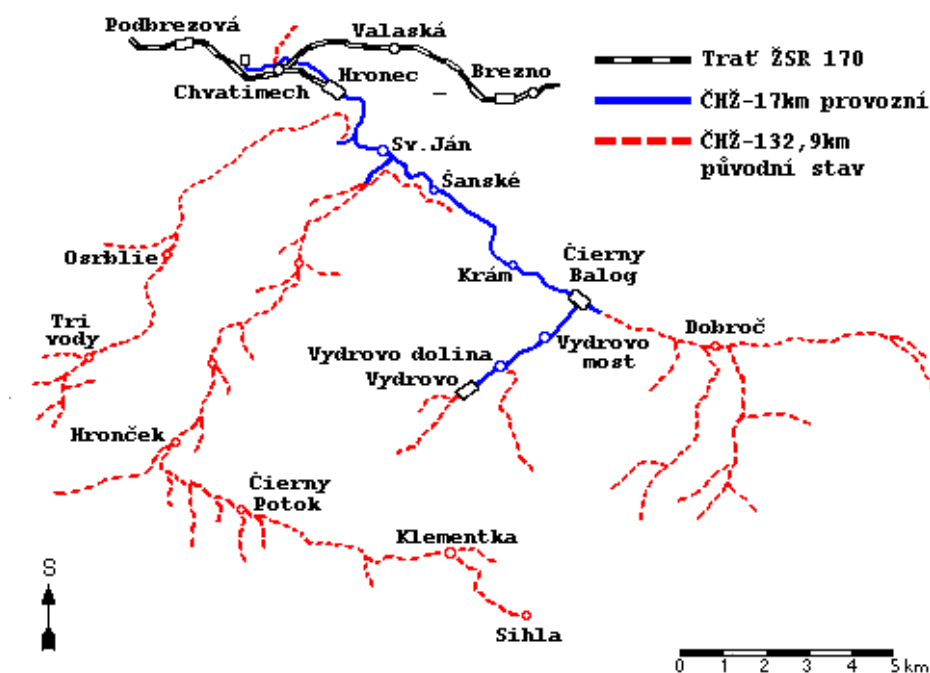 Podbrezová
Valaská
Hronec
Brezno
Chvatimech
Trať ŽSR 170
ČHŽ-17km provozní
ČHŽ-132,9km
původní stav
Sv.Ján
Šanské
Osrblie
Krám
Čierny
Balog
Tri
vody
Dobroč
Vydrovo dolina
Vydrovo
most
Vydrovo
Hronček
Čierny
Potok
Klementka
Sihla
S
0 1 2 3 4 5 km